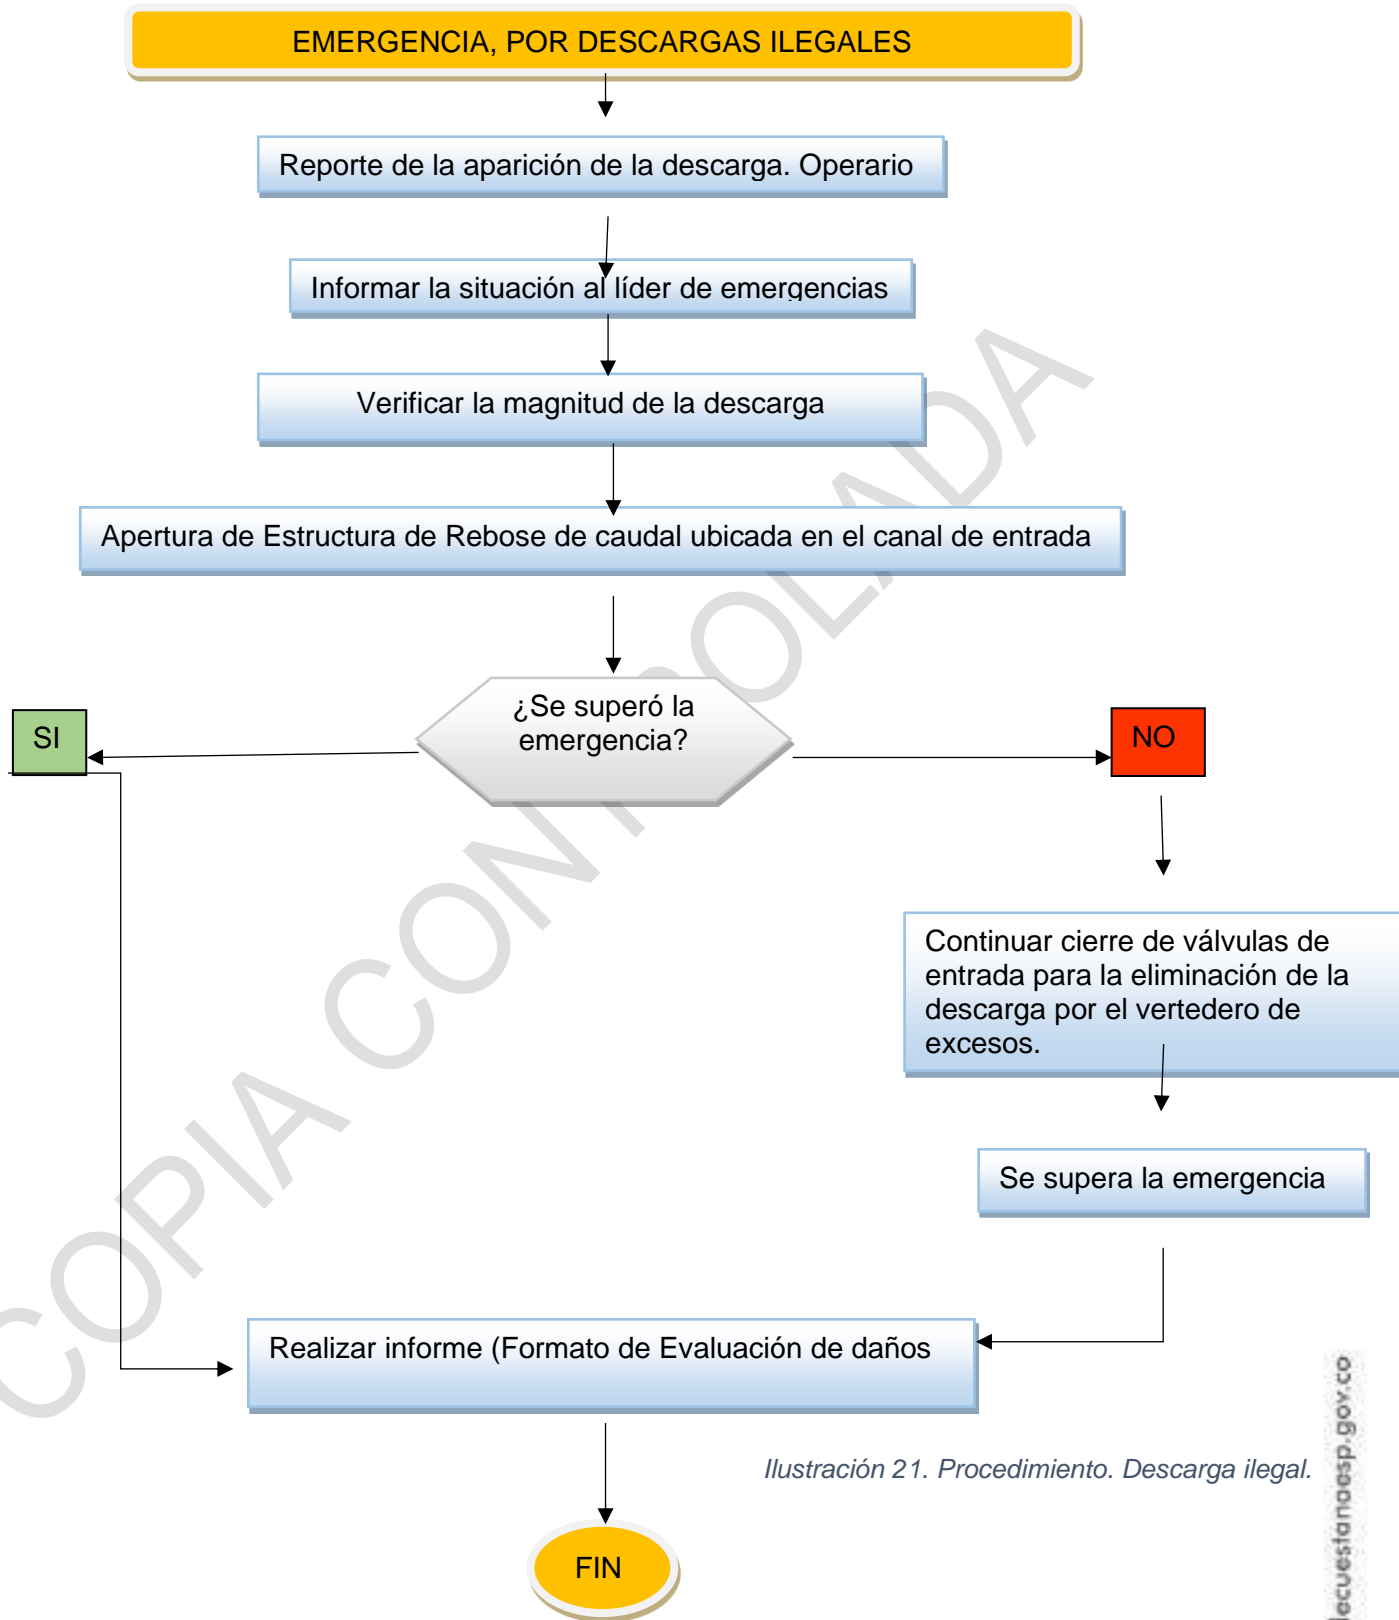 EMERGENCIA, POR DESCARGAS ILEGALES
Reporte de la aparición de la descarga. Operario
Informar la situación al líder de emergencias
Verificar la magnitud de la descarga
Apertura de Estructura de Rebose de caudal ubicada en el canal de entrada
¿Se superó la
emergencia?
SI
NO
Continuar cierre de válvulas de
entrada para la eliminación de la
descarga por el vertedero de
excesos.
Se supera la emergencia
Realizar informe (Formato de Evaluación de daños
Ilustración 21. Procedimiento. Descarga ilegal.
FIN
COPIA CONTROLADA
lecuestanaesp.gov.co